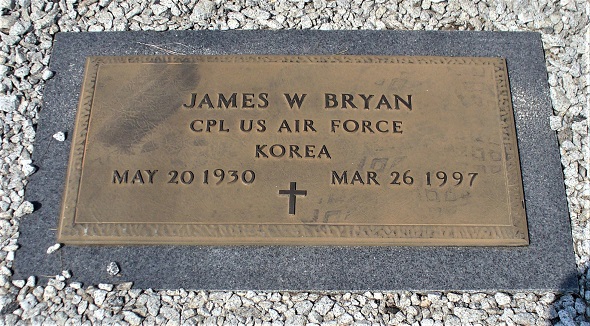 JAMES W BRYAN
CPL US AIR FORCE
KOREA
MAY 20 1930 MAR 26 1997